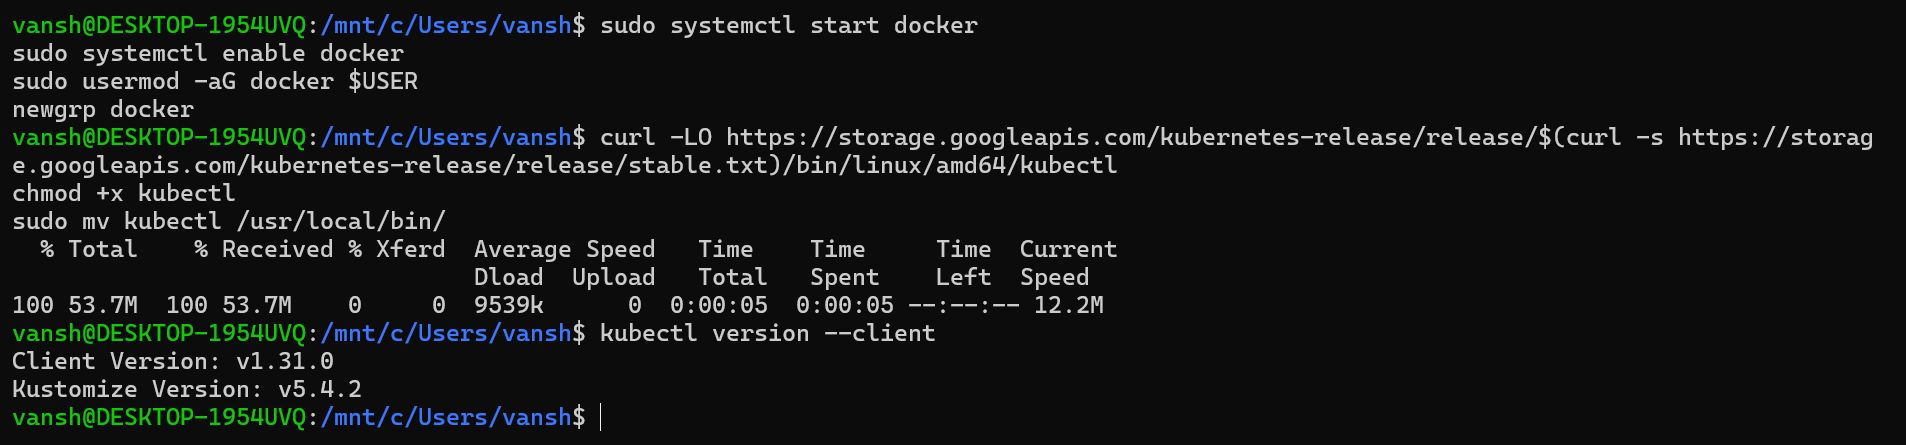 vansh@DESKTOP-1954UVQ:/mnt/c/Users/vansh$ sudo systemctl start docker
sudo systemctl enable docker
sudo usermod -aG docker $USER
newgrp docker
vansh@DESKTOP-1954UVQ:/mnt/c/Users/vansh$ curl -LO https://storage.googleapis.com/kubernetes-release/release/$(curl -s https://storag
e.googleapis.com/kubernetes-release/release/stable.txt)/bin/linux/amd64/kubectl
chmod +x kubectl
sudo mv kubectl /usr/local/bin/
  % Total    % Received % Xferd  Average Speed   Time    Time     Time  Current
                                 Dload  Upload   Total   Spent    Left  Speed
100 53.7M  100 53.7M    0     0  9539k      0  0:00:05  0:00:05 --:--:-- 12.2M
vansh@DESKTOP-1954UVQ:/mnt/c/Users/vansh$ kubectl version --client
Client Version: v1.31.0
Kustomize Version: v5.4.2
vansh@DESKTOP-1954UVQ:/mnt/c/Users/vansh$